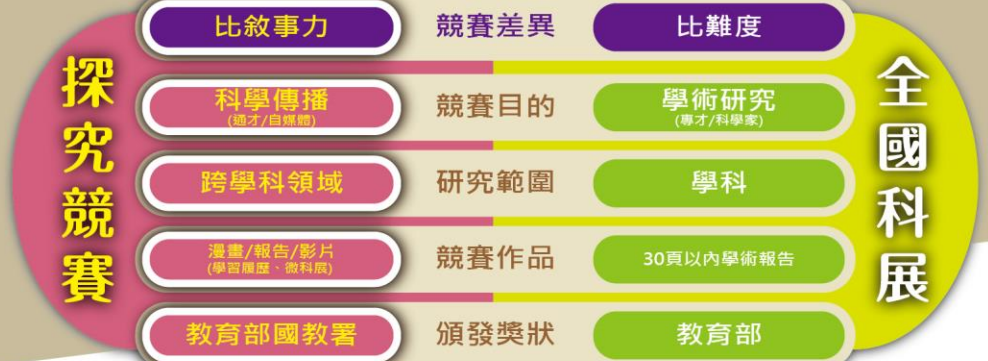 探究競賽
比敘事力 競賽差異 比難度
科學傳播 競賽目的 學術研究
(通才/自媒體) (專才/科學家)
跨學科領域 研究範圍 學科
漫畫/報告/影片 競賽作品 30頁以內學術報告
(學習履歷、微科展)
教育部國教署 頒發獎狀 教育部
全國科展